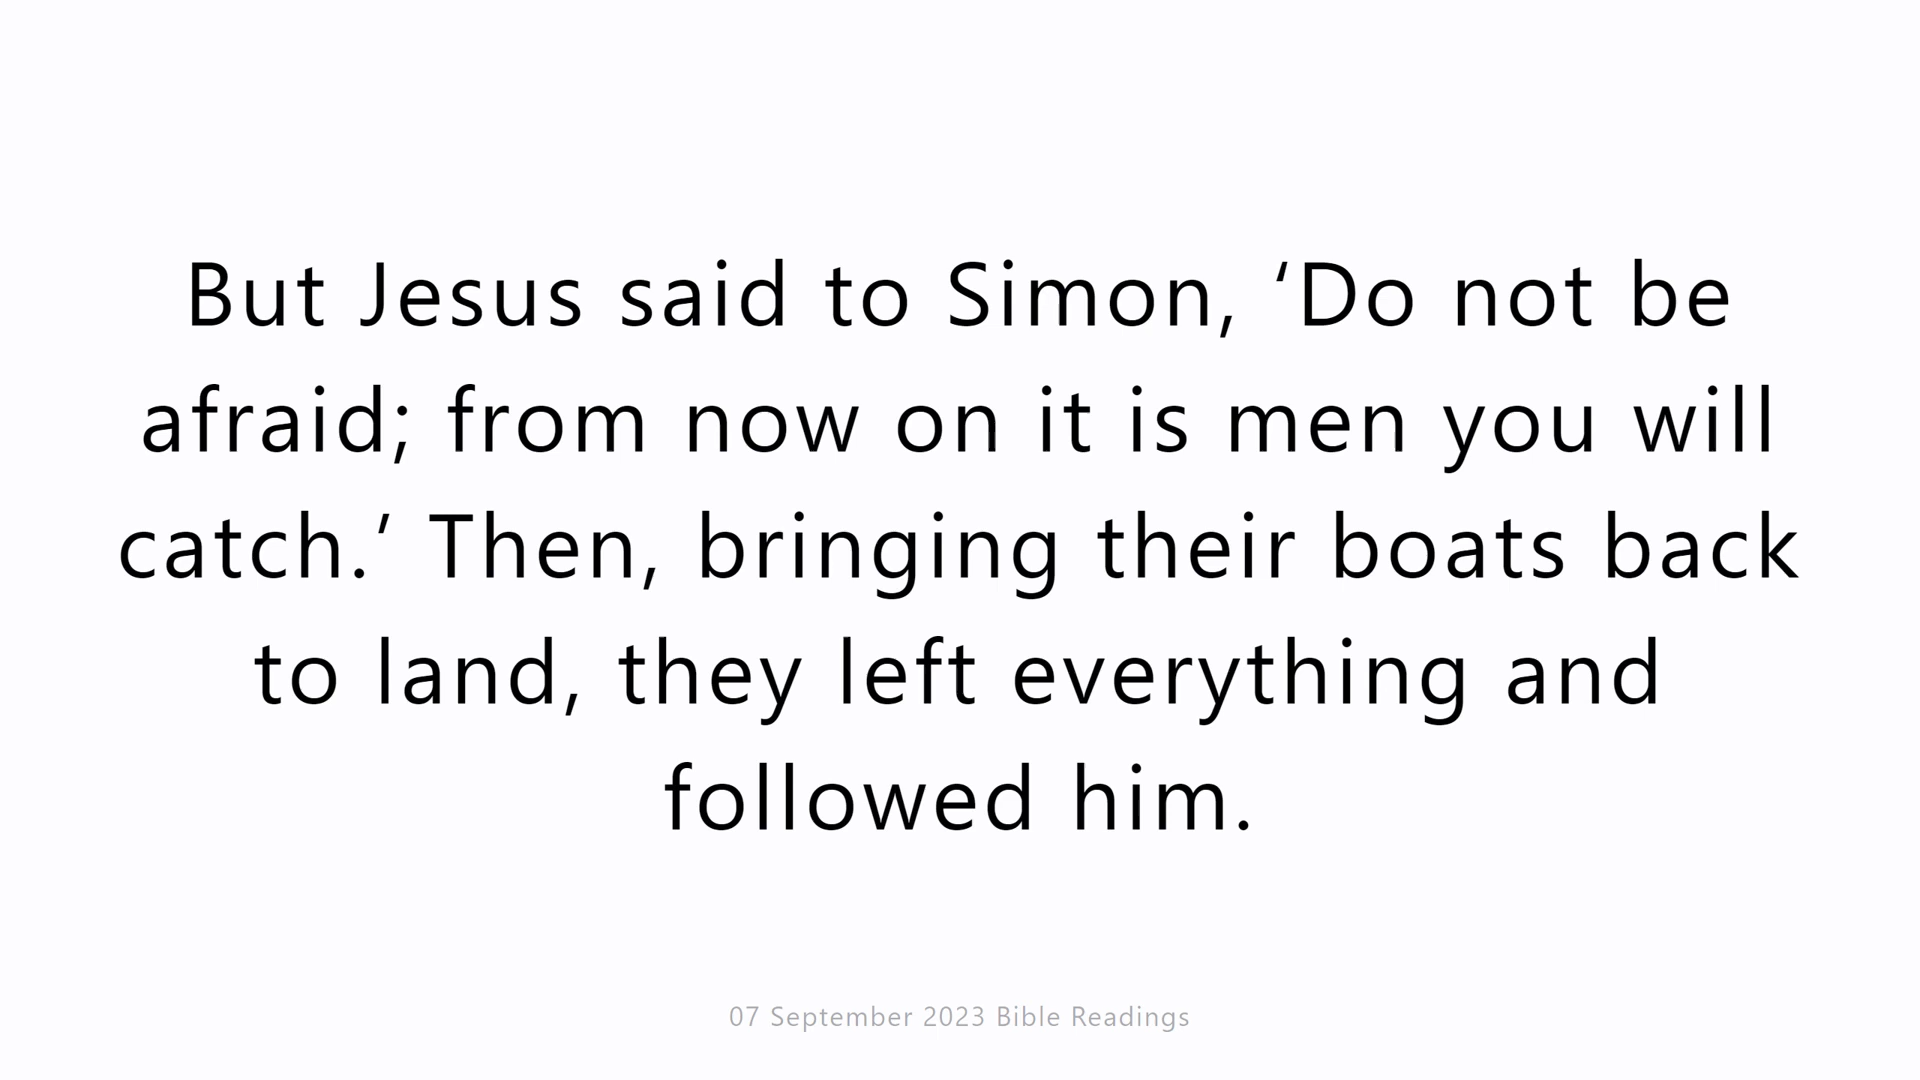 But Jesus said to Simon, ‘Do not be
afraid; from now on it is men you will
catch.’ Then, bringing their boats back
to land, they left everything and
followed him.
07 September 2023 Bible Readings